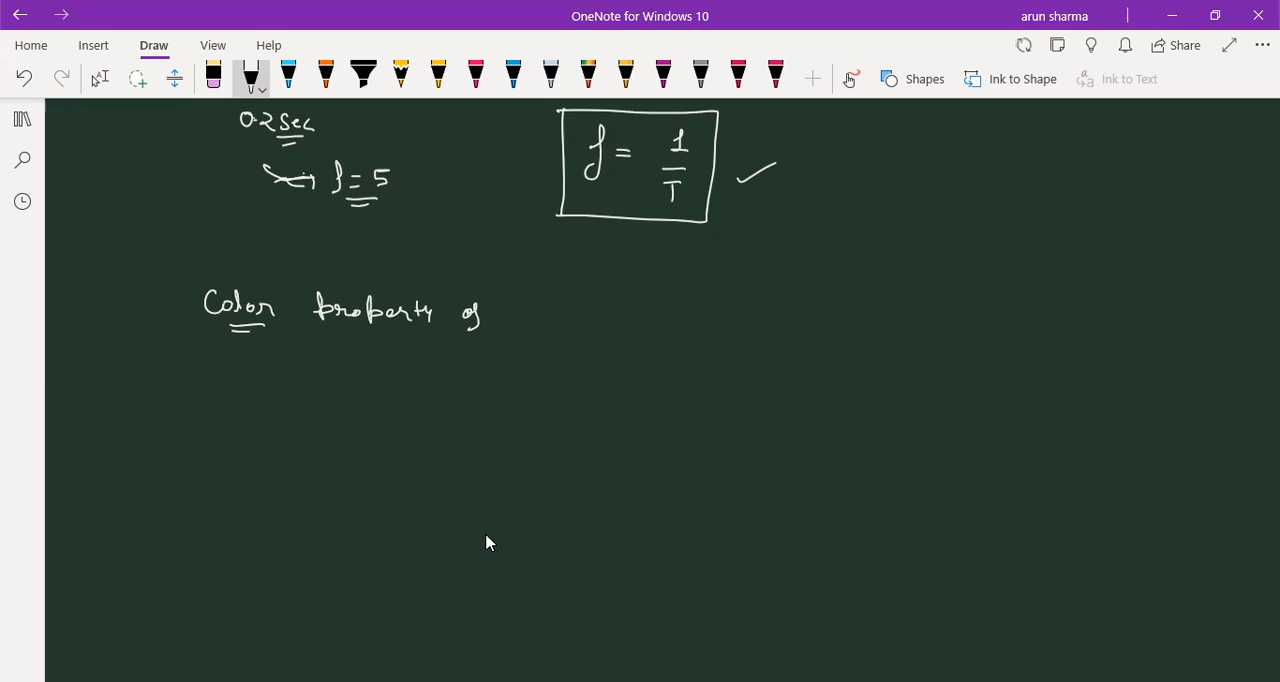 OneNote for Windows 10
arun sharma
Home Insert Draw View Help
Share
Shapes
Ink to Shape
Ink to Text
0.2 Sec
f = 5
f = 1
T
Color property of